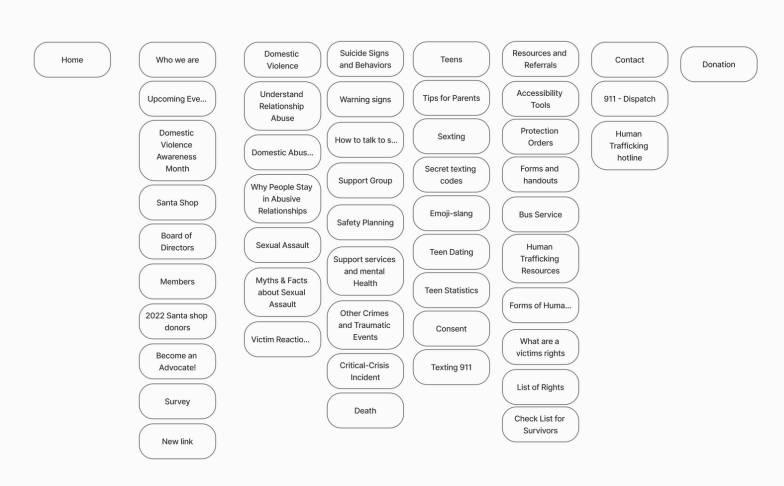 Home
Who we are
Upcoming Eve...
Domestic
Violence
Awareness
Month
Santa Shop
Board of
Directors
Members
2022 Santa shop
donors
Become an
Advocate!
Survey
New link
Domestic
Violence
Understand
Relationship
Abuse
Domestic Abus...
Why People Stay
in Abusive
Relationships
Sexual Assault
Myths & Facts
about Sexual
Assault
Victim Reactio...
Suicide Signs
and Behaviors
Warning signs
How to talk to s...
Support Group
Safety Planning
Support services
and mental
Health
Other Crimes
and Traumatic
Events
Critical-Crisis
Incident
Death
Teens
Tips for Parents
Sexting
Secret texting
codes
Emoji-slang
Teen Dating
Teen Statistics
Consent
Texting 911
Resources and
Referrals
Accessibility
Tools
Protection
Orders
Forms and
handouts
Bus Service
Human
Trafficking
Resources
Forms of Huma...
What are a
victims rights
List of Rights
Check List for
Survivors
Contact
911 - Dispatch
Human
Trafficking
hotline
Donation